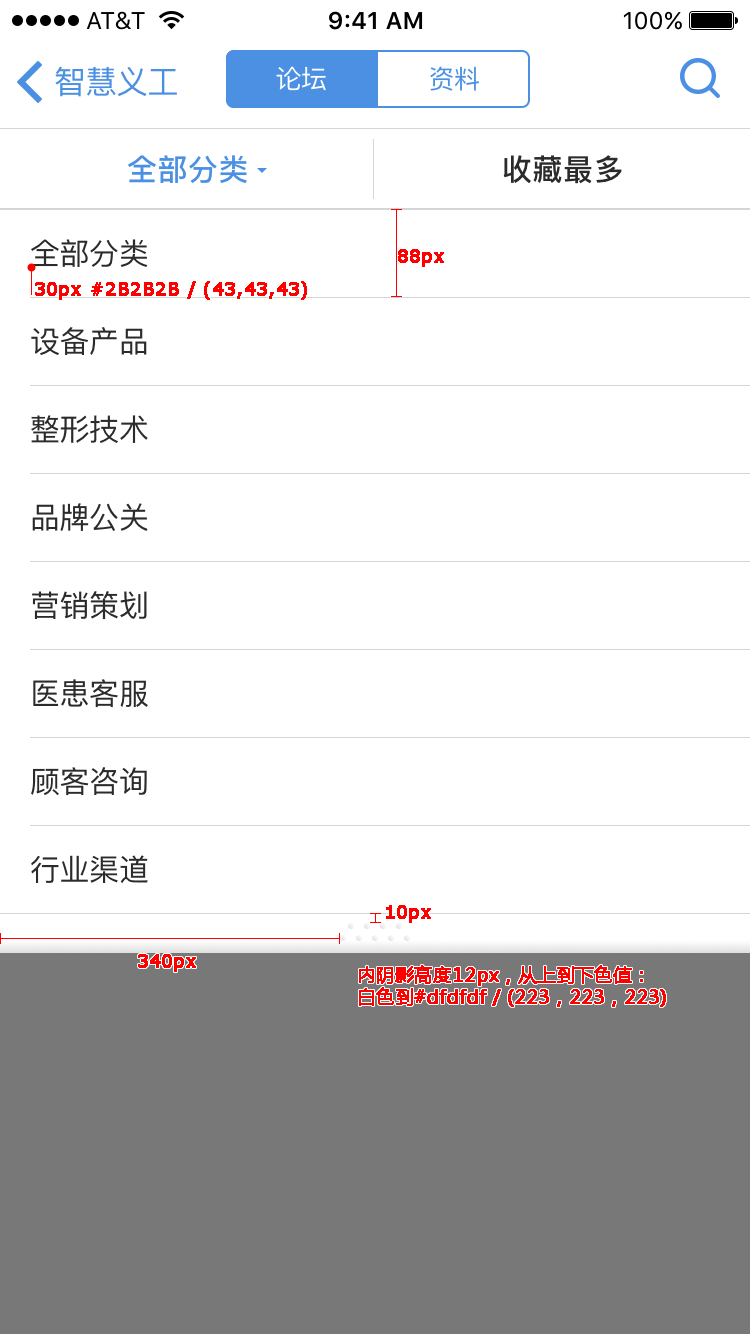 AT&T 9:41 AM 100%
智慧义工 论坛 资料
全部分类 收藏最多
全部分类
88px
30px #2B2B2B / (43,43,43)
设备产品
整形技术
品牌公关
营销策划
医患客服
顾客咨询
行业渠道
10px
340px
内阴影高度12px，从上到下色值：
白色到#dfdfdf / (223，223，223)